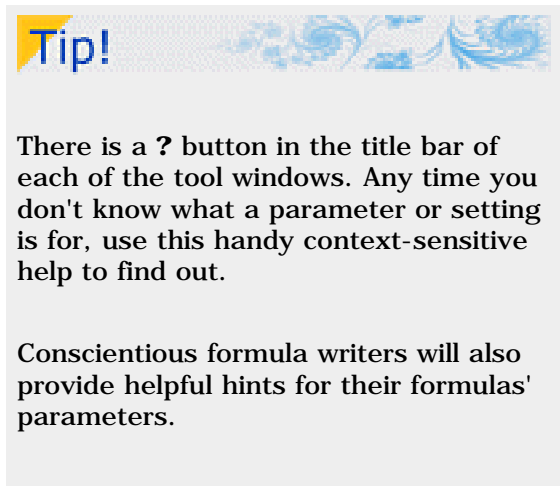 Tip!
There is a ? button in the title bar of
each of the tool windows. Any time you
don't know what a parameter or setting
is for, use this handy context-sensitive
help to find out.
Conscientious formula writers will also
provide helpful hints for their formulas'
parameters.